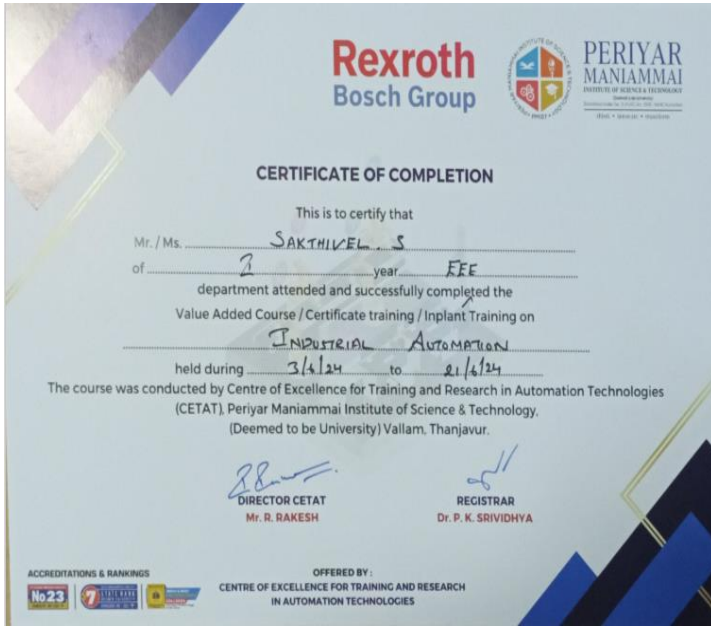 Rexroth
Bosch Group
PERIYAR
MANIAMMAI
INSTITUTE OF SCIENCE & TECHNOLOGY
CERTIFICATE OF COMPLETION
This is to certify that
Mr. / Ms. SAKTHIVEL. S
of 2 year EEE
department attended and successfully completed the
Value Added Course / Certificate training / Inplant Training on
INDUSTRIAL AUTOMATION
held during 3/6/24 to 21/6/24
The course was conducted by Centre of Excellence for Training and Research in Automation Technologies
(CETAT), Periyar Maniammai Institute of Science & Technology,
(Deemed to be University) Vallam, Thanjavur.
DIRECTOR CETAT
Mr. R. RAKESH
REGISTRAR
Dr. P. K. SRIVIDHYA
ACCREDITATIONS & RANKINGS
No 23
7
OFFERED BY :
CENTRE OF EXCELLENCE FOR TRAINING AND RESEARCH
IN AUTOMATION TECHNOLOGIES